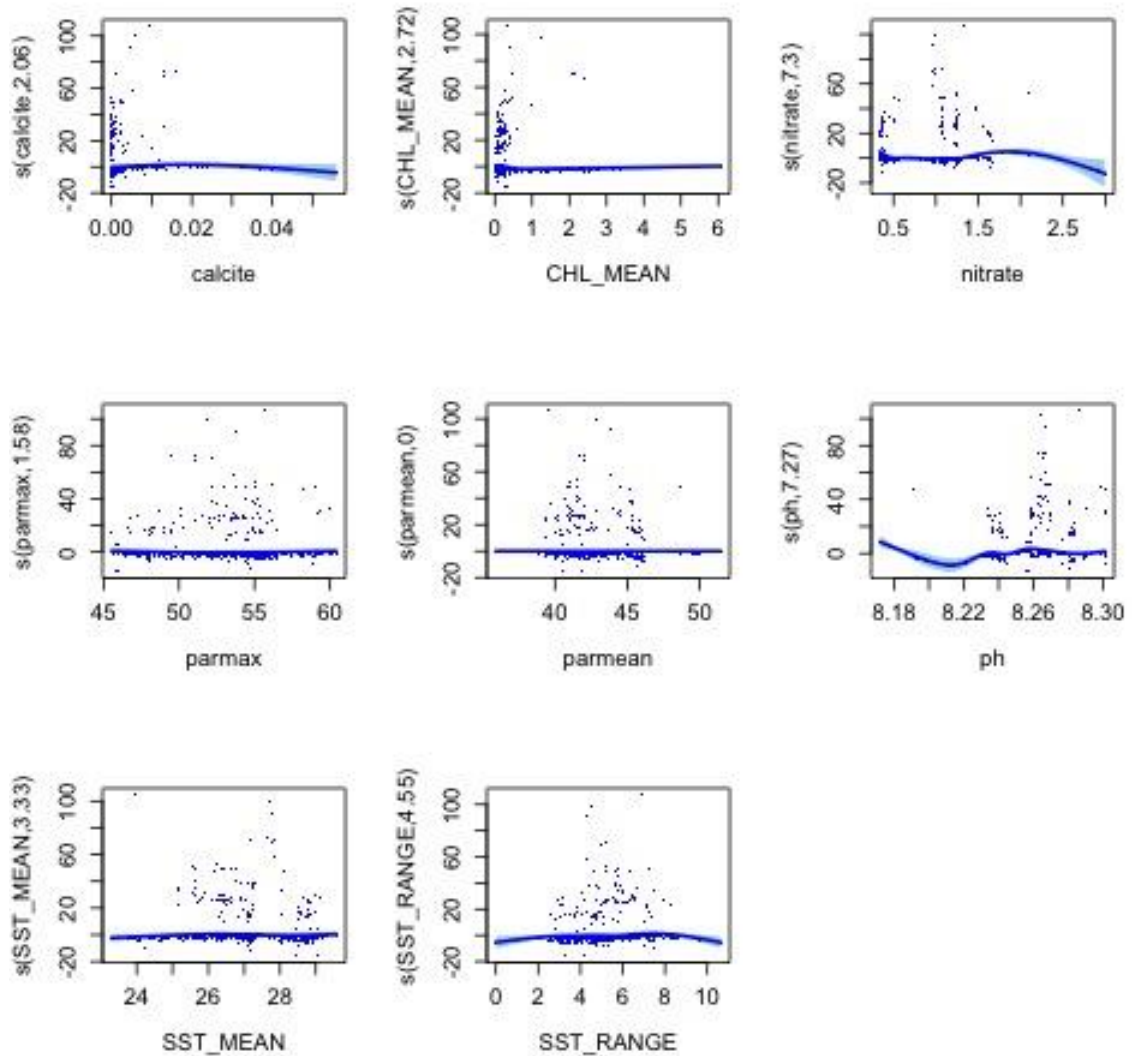 s(calcite,2.06)
100
60
20
-20
0.00 0.02 0.04
calcite
s(CHL_MEAN,2.72)
100
60
20
-20
0 1 2 3 4 5 6
CHL_MEAN
s(nitrate,7.3)
60
20
-20
0.5 1.5 2.5
nitrate
s(parmax,1.58)
80
40
0
45 50 55 60
parmax
s(parmean,0)
100
60
20
-20
40 45 50
parmean
s(ph,7.27)
80
40
0
8.18 8.22 8.26 8.30
ph
s(SST_MEAN,3.33)
100
60
20
-20
24 26 28
SST_MEAN
s(SST_RANGE,4.55)
100
60
20
-20
0 2 4 6 8 10
SST_RANGE